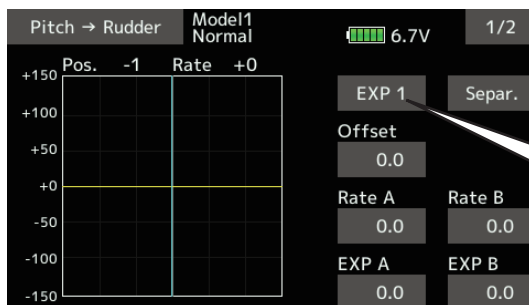 Pitch → Rudder
Model1
Normal
6.7V
1/2
Pos. -1 Rate +0
+150
+100
+50
+0
-50
-100
-150
EXP 1
Separ.
Offset
0.0
Rate A Rate B
0.0 0.0
EXP A EXP B
0.0 0.0